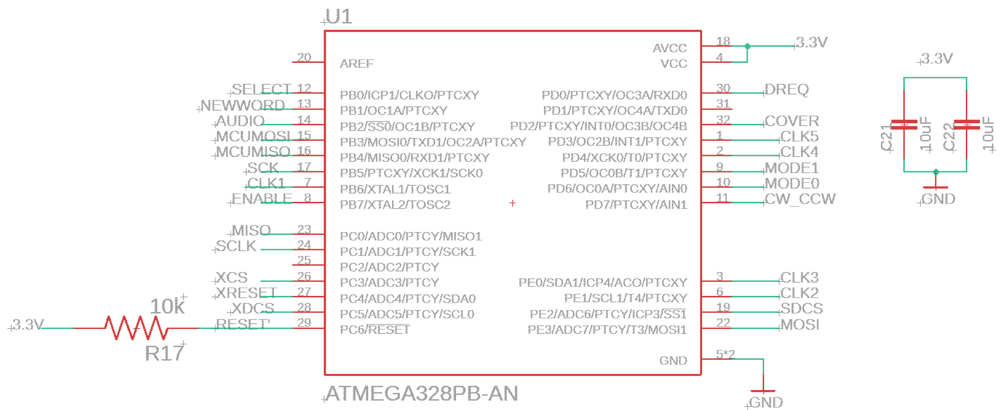 U1
20 AREF
SELECT 12 PB0/ICP1/CLKO/PTCXY
NEWWORD 13 PB1/OC1A/PTCXY
AUDIO 14 PB2/SS0/OC1B/PTCXY
MCUMOSI 15 PB3/MOSI0/TXD1/OC2A/PTCXY
MCUMISO 16 PB4/MISO0/RXD1/PTCXY
SCK 17 PB5/PTCXY/XCK1/SCK0
CLK1 7 PB6/XTAL1/TOSC1
ENABLE 8 PB7/XTAL2/TOSC2
MISO 23 PC0/ADC0/PTCY/MISO1
SCLK 24 PC1/ADC1/PTCY/SCK1
25 PC2/ADC2/PTCY
XCS 26 PC3/ADC3/PTCY
XRESET 27 PC4/ADC4/PTCY/SDA0
XDCS 28 PC5/ADC5/PTCY/SCL0
3.3V 10k R17 RESET' 29 PC6/RESET
AVCC 18 3.3V
VCC 4
PD0/PTCXY/OC3A/RXD0 30 DREQ
PD1/PTCXY/OC4A/TXD0 31
PD2/PTCXY/INT0/OC3B/OC4B 32 COVER
PD3/OC2B/INT1/PTCXY 1 CLK5
PD4/XCK0/T0/PTCXY 2 CLK4
PD5/OC0B/T1/PTCXY 9 MODE1
PD6/OC0A/PTCXY/AIN0 10 MODE0
PD7/PTCXY/AIN1 11 CW_CCW
PE0/SDA1/ICP4/ACO/PTCXY 3 CLK3
PE1/SCL1/T4/PTCXY 6 CLK2
PE2/ADC6/PTCY/ICP3/SS1 19 SDCS
PE3/ADC7/PTCY/T3/MOSI1 22 MOSI
GND 5*2
GND
ATMEGA328PB-AN
3.3V
C21 10uF C22 10uF
GND